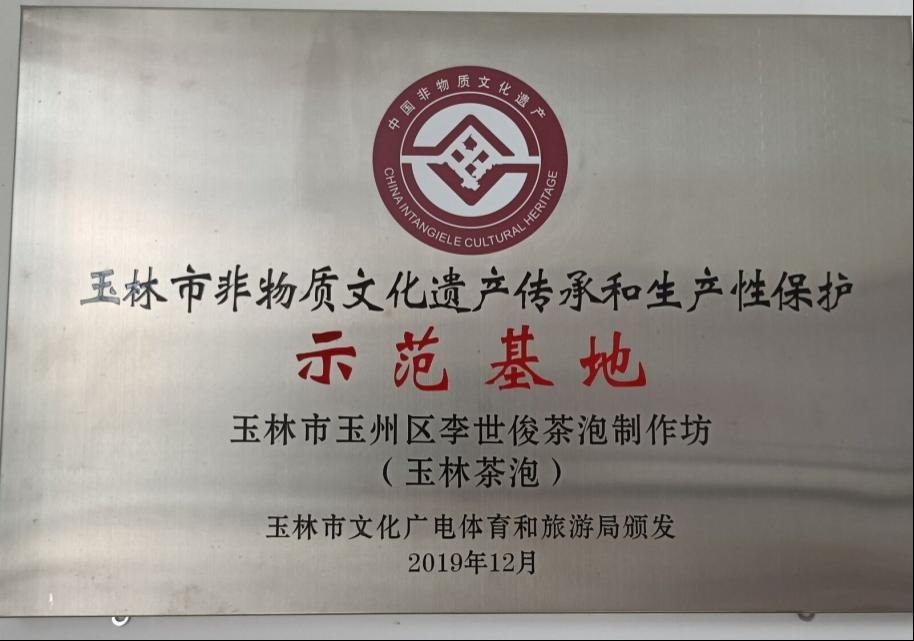 中国非物质文化遗产
CHINA INTANGIELE CULTURAL HERITAGE
玉林市非物质文化遗产传承和生产性保护
示范基地
玉林市玉州区李世俊茶泡制作坊
（玉林茶泡）
玉林市文化广电体育和旅游局颁发
2019年12月